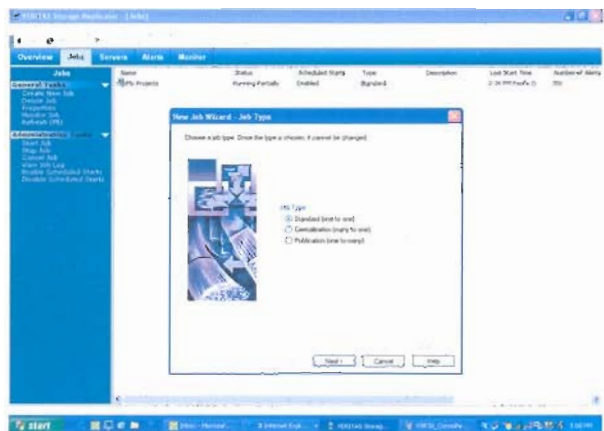 VERITAS Storage Replicator - [Jobs]
Overview Jobs Servers Alerts Monitor
Jobs
General Tasks
Create New Job
Delete Job
Properties
Monitor Job
Refresh (F5)
Administrative Tasks
Start Job
Stop Job
Cancel Job
View Job Log
Enable Scheduled Starts
Disable Scheduled Starts
Name Status Scheduled Starts Type Description Last Start Time Number of Alerts
My Projects Running Partially Enabled Standard
New Job Wizard - Job Type
Choose a job type. Once the type is chosen, it cannot be changed.
Job Type
Standard (one to one)
Centralization (many to one)
Publication (one to many)
Next >
Cancel
Help
start